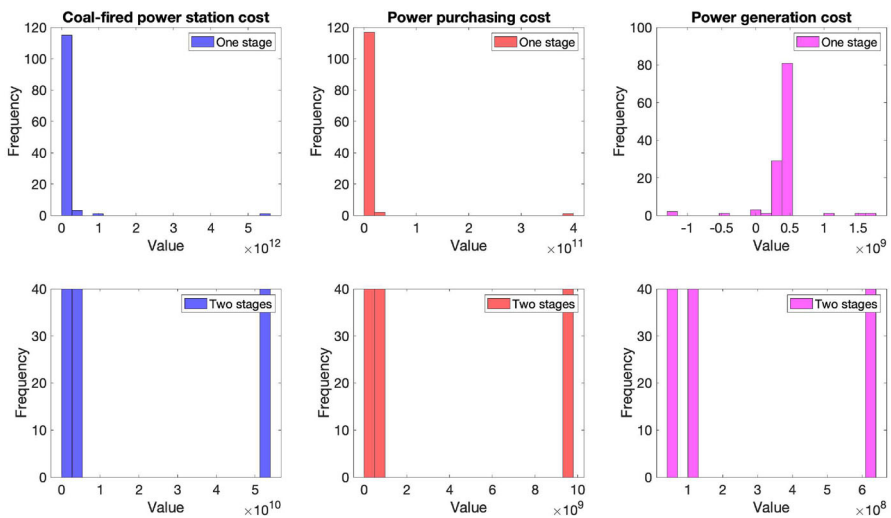 Coal-fired power station cost
Power purchasing cost
Power generation cost
120
100
80
60
40
20
0
Frequency
One stage
0 1 2 3 4 5
Value
×10^12
120
100
80
60
40
20
0
Frequency
One stage
0 1 2 3 4
Value
×10^11
100
80
60
40
20
0
Frequency
One stage
-1 -0.5 0 0.5 1 1.5
Value
×10^9
40
30
20
10
0
Frequency
Two stages
0 1 2 3 4 5
Value
×10^10
40
30
20
10
0
Frequency
Two stages
0 2 4 6 8 10
Value
×10^9
40
30
20
10
0
Frequency
Two stages
1 2 3 4 5 6
Value
×10^8